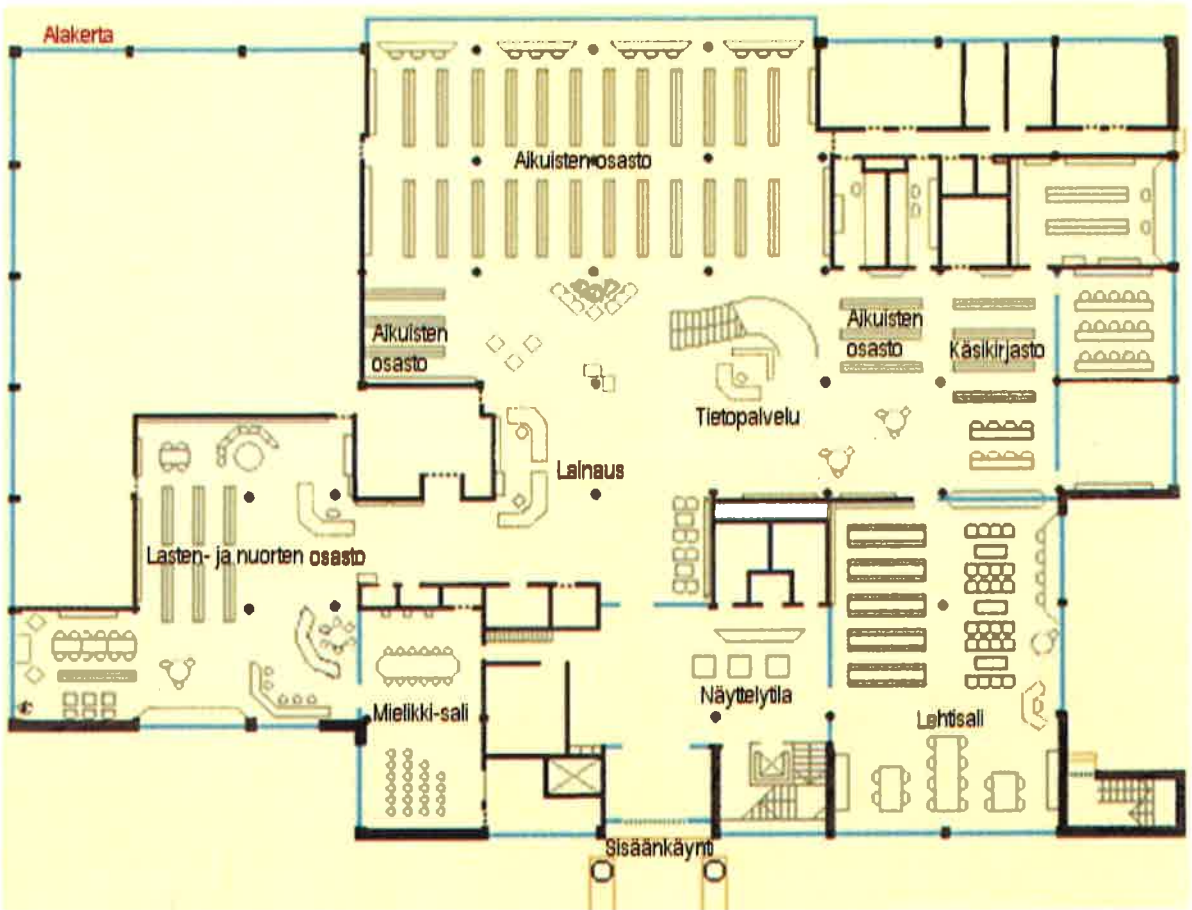 Alakerta
Aikuisten osasto
Aikuisten
osasto
Aikuisten
osasto
Käsikirjasto
Tietopalvelu
Lainaus
Lasten- ja nuorten osasto
Mielikki-sali
Näyttelytila
Lehtisali
Sisäänkäynti